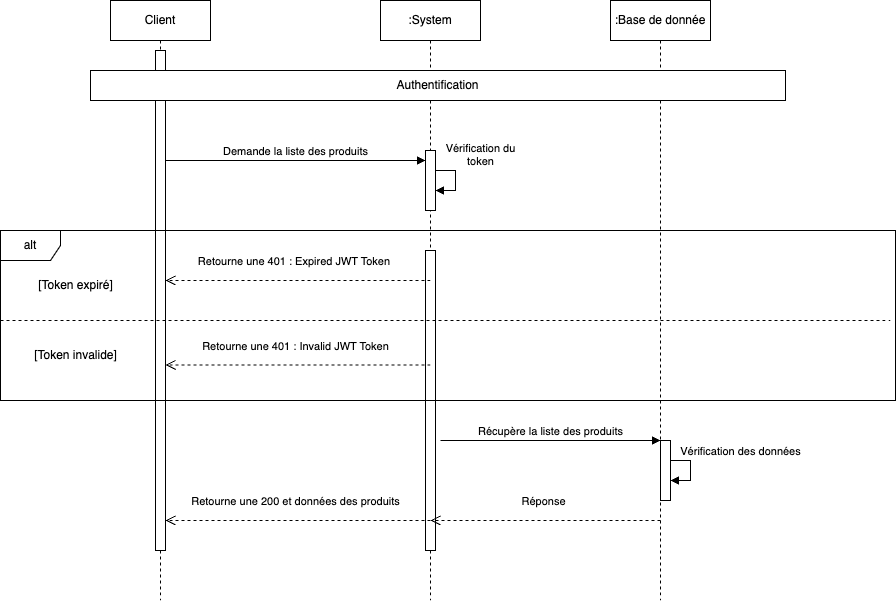 Client
:System
:Base de donnée
Authentification
Demande la liste des produits
Vérification du
token
alt
Retourne une 401 : Expired JWT Token
[Token expiré]
Retourne une 401 : Invalid JWT Token
[Token invalide]
Récupère la liste des produits
Vérification des données
Retourne une 200 et données des produits
Réponse